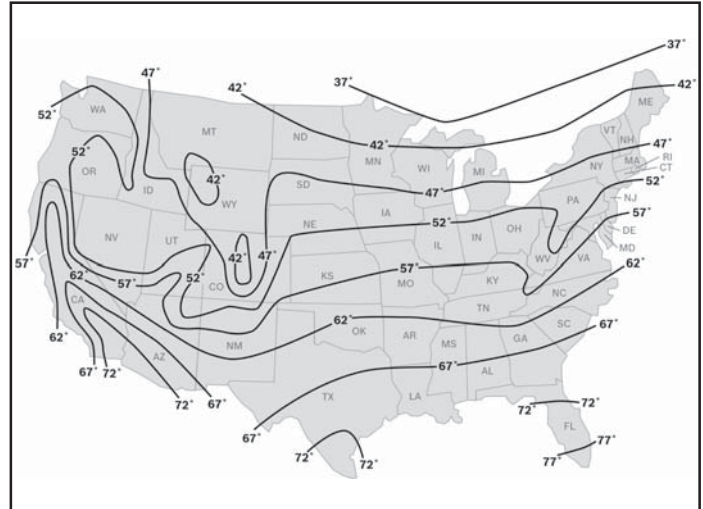 37°
42°
47°
42°
37°
52°
WA
ME
MT
ND
VT
NH
52°
42°
MN
47°
OR
WI
MI
NY
MA
RI
CT
ID
42°
SD
47°
52°
WY
IA
PA
NJ
NE
52°
OH
57°
NV
UT
IL
IN
DE
MD
42°
47°
52°
CO
WV
VA
57°
57°
62°
KS
57°
MO
KY
62°
CA
NC
TN
62°
62°
OK
AR
SC
67°
AZ
NM
MS
GA
AL
67°
72°
67°
TX
LA
72°
67°
72°
72°
67°
FL
72°
72°
77°
77°